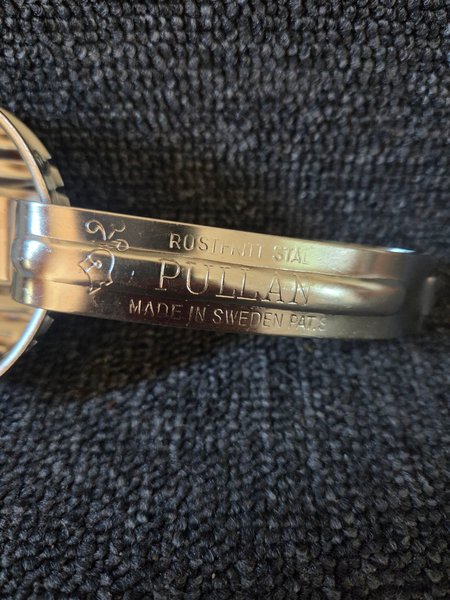 ROSTFRITT STÅL
PULLAN
MADE IN SWEDEN PAT.S